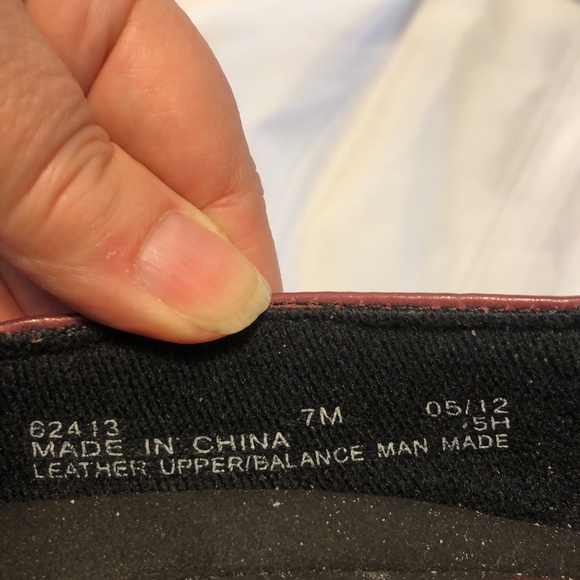 62413 7M 05/12
MADE IN CHINA 5H
LEATHER UPPER/BALANCE MAN MADE